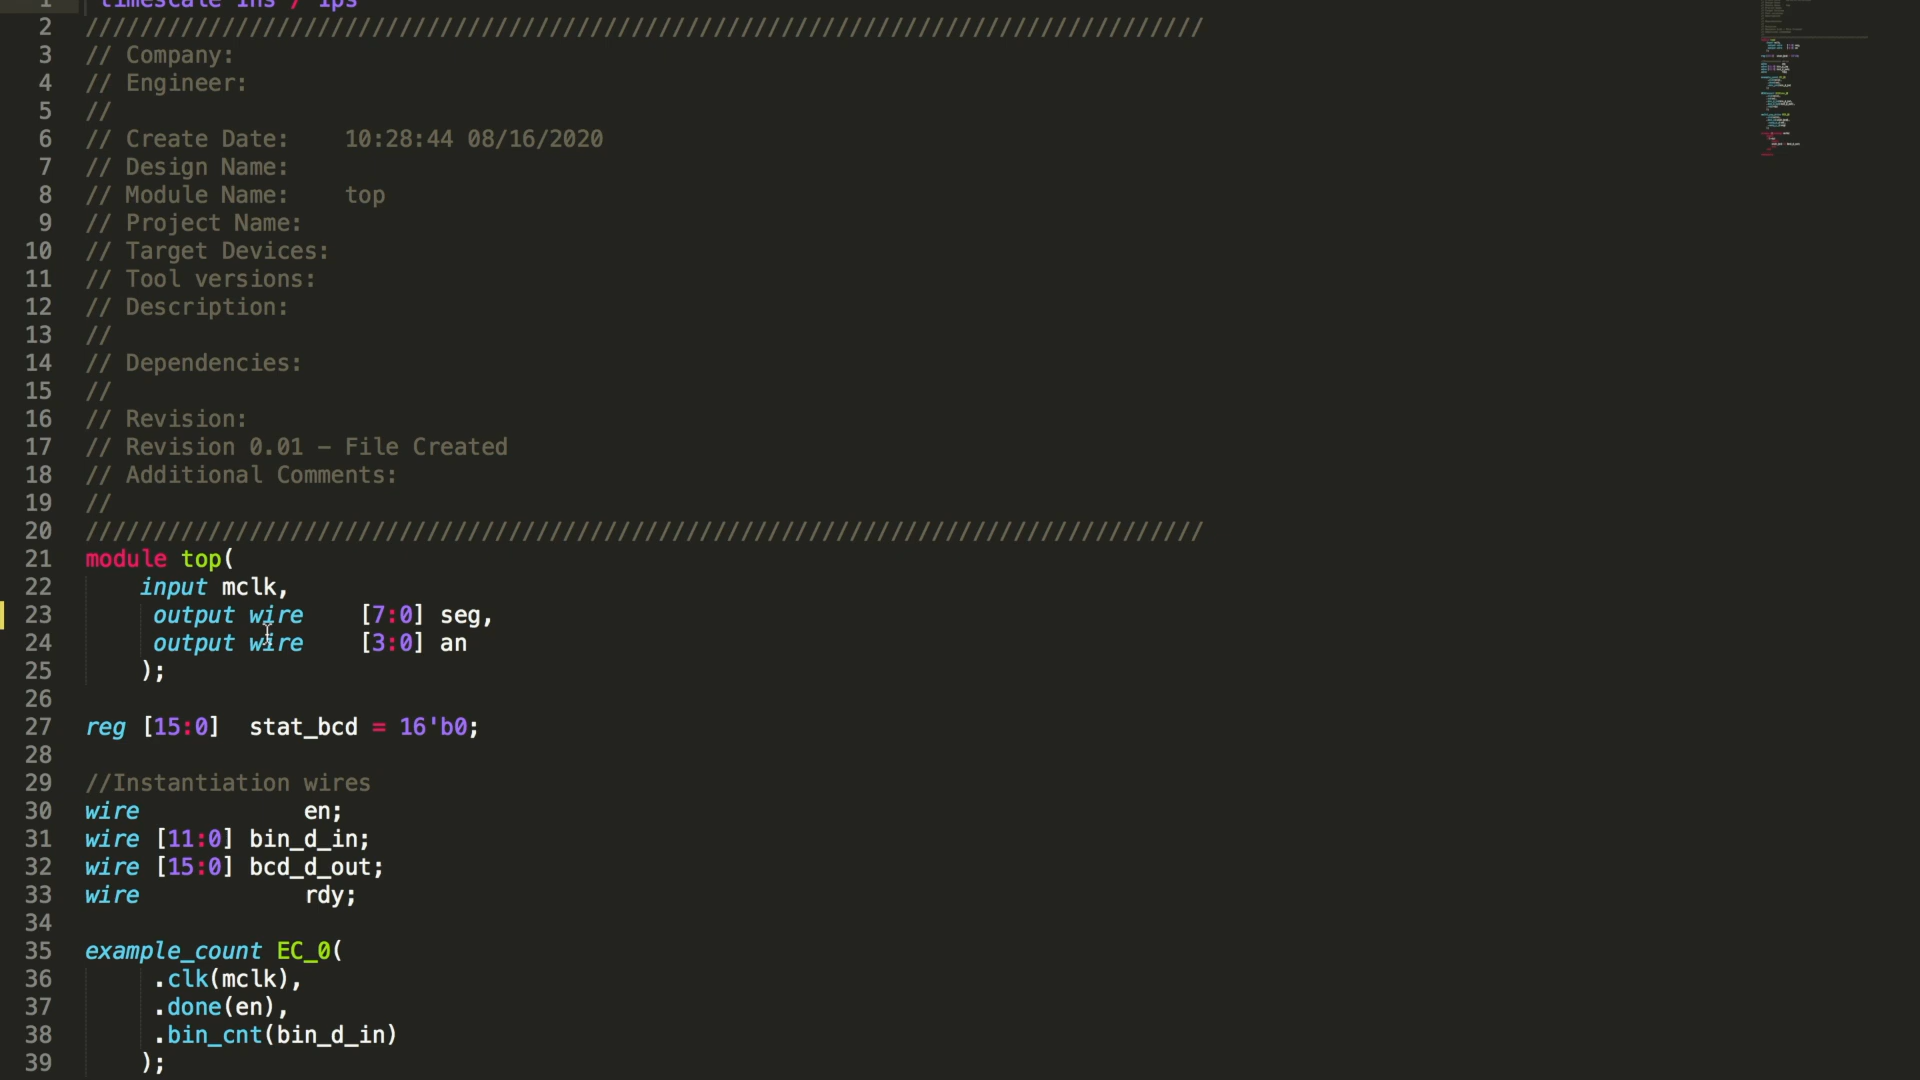 1 `timescale 1ns / 1ps
2 //////////////////////////////////////////////////////////////////////////////////
3 // Company:
4 // Engineer:
5 //
6 // Create Date:    10:28:44 08/16/2020
7 // Design Name:
8 // Module Name:    top
9 // Project Name:
10 // Target Devices:
11 // Tool versions:
12 // Description:
13 //
14 // Dependencies:
15 //
16 // Revision:
17 // Revision 0.01 - File Created
18 // Additional Comments:
19 //
20 //////////////////////////////////////////////////////////////////////////////////
21 module top(
22     input mclk,
23      output wire    [7:0] seg,
24      output wire    [3:0] an
25     );
26
27 reg [15:0]  stat_bcd = 16'b0;
28
29 //Instantiation wires
30 wire            en;
31 wire [11:0] bin_d_in;
32 wire [15:0] bcd_d_out;
33 wire            rdy;
34
35 example_count EC_0(
36      .clk(mclk),
37      .done(en),
38      .bin_cnt(bin_d_in)
39     );